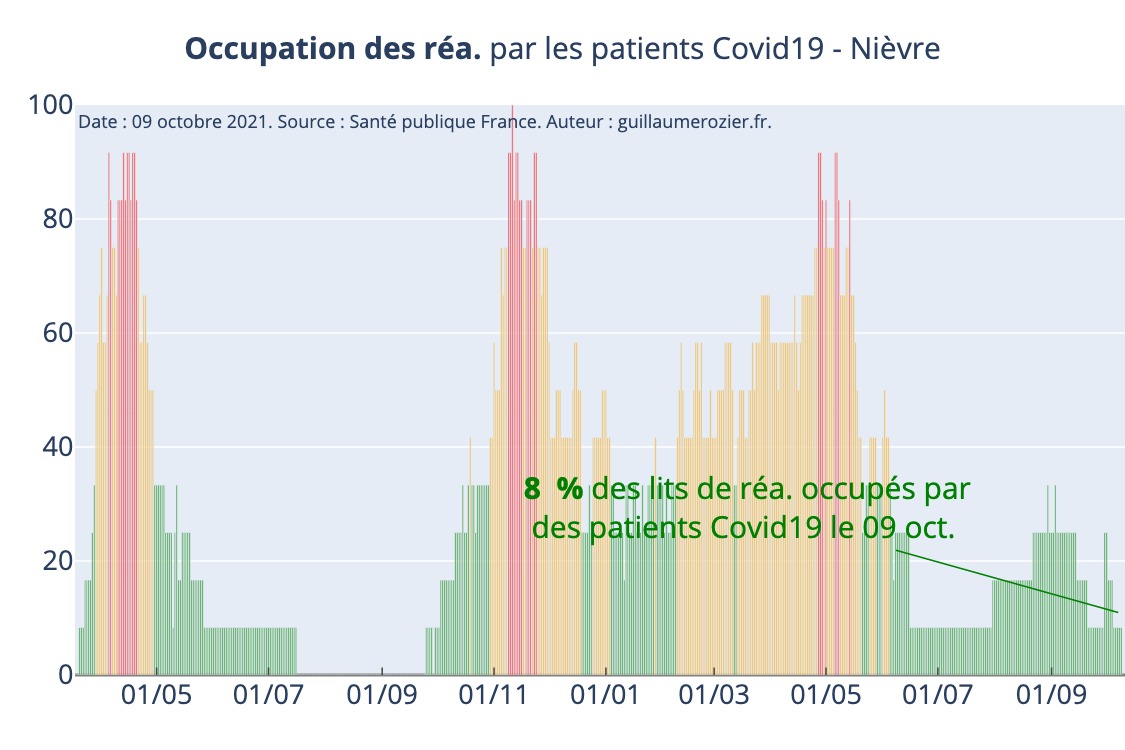 Occupation des réa. par les patients Covid19 - Nièvre
100
Date : 09 octobre 2021. Source : Santé publique France. Auteur : guillaumerozier.fr.
80
60
40
8 % des lits de réa. occupés par
des patients Covid19 le 09 oct.
20
0
01/05 01/07 01/09 01/11 01/01 01/03 01/05 01/07 01/09